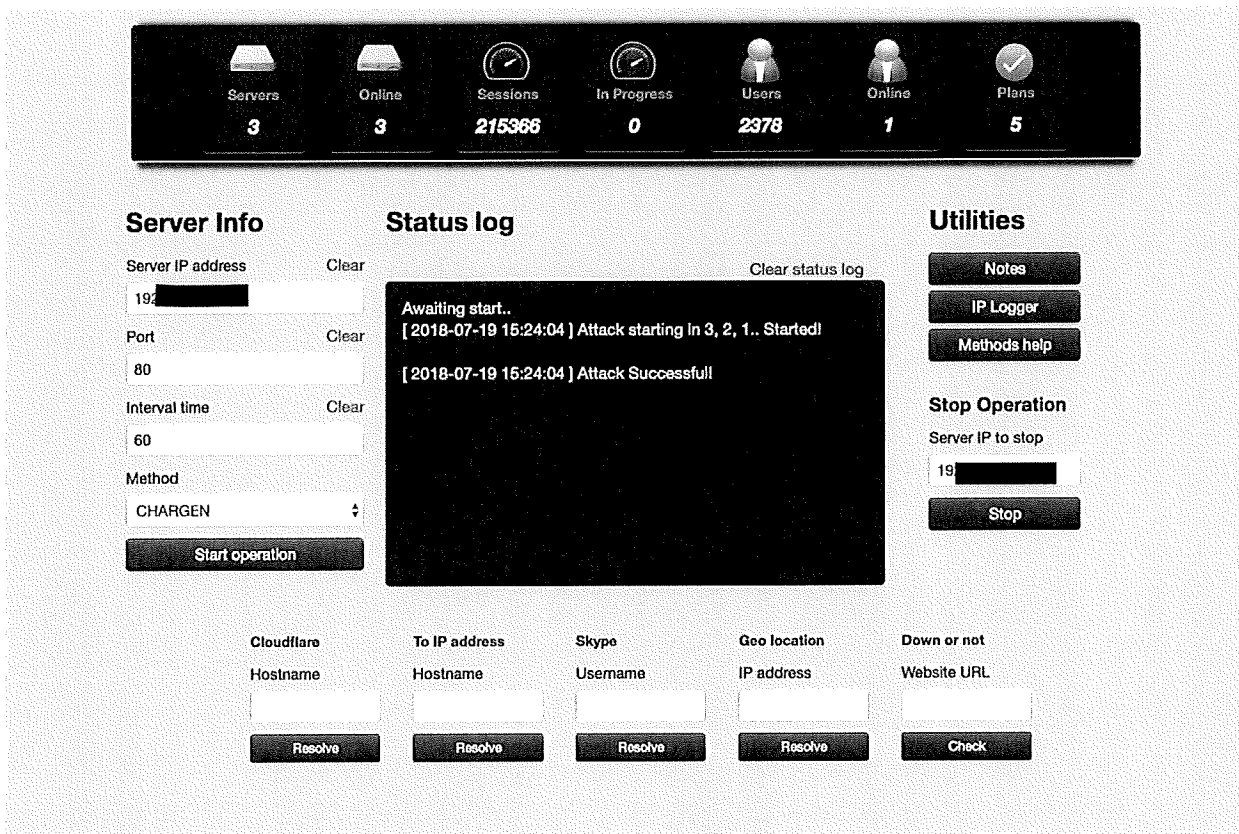 Servers Online Sessions In Progress Users Online Plans
3 3 215366 0 2378 1 5
Server Info
Server IP address Clear
192
Port Clear
80
Interval time Clear
60
Method
CHARGEN
Start operation
Status log
Clear status log
Awaiting start..
[ 2018-07-19 15:24:04 ] Attack starting in 3, 2, 1.. Started!
[ 2018-07-19 15:24:04 ] Attack Successful!
Utilities
Notes
IP Logger
Methods help
Stop Operation
Server IP to stop
19
Stop
Cloudflare To IP address Skype Geo location Down or not
Hostname Hostname Username IP address Website URL
Resolve Resolve Resolve Resolve Check